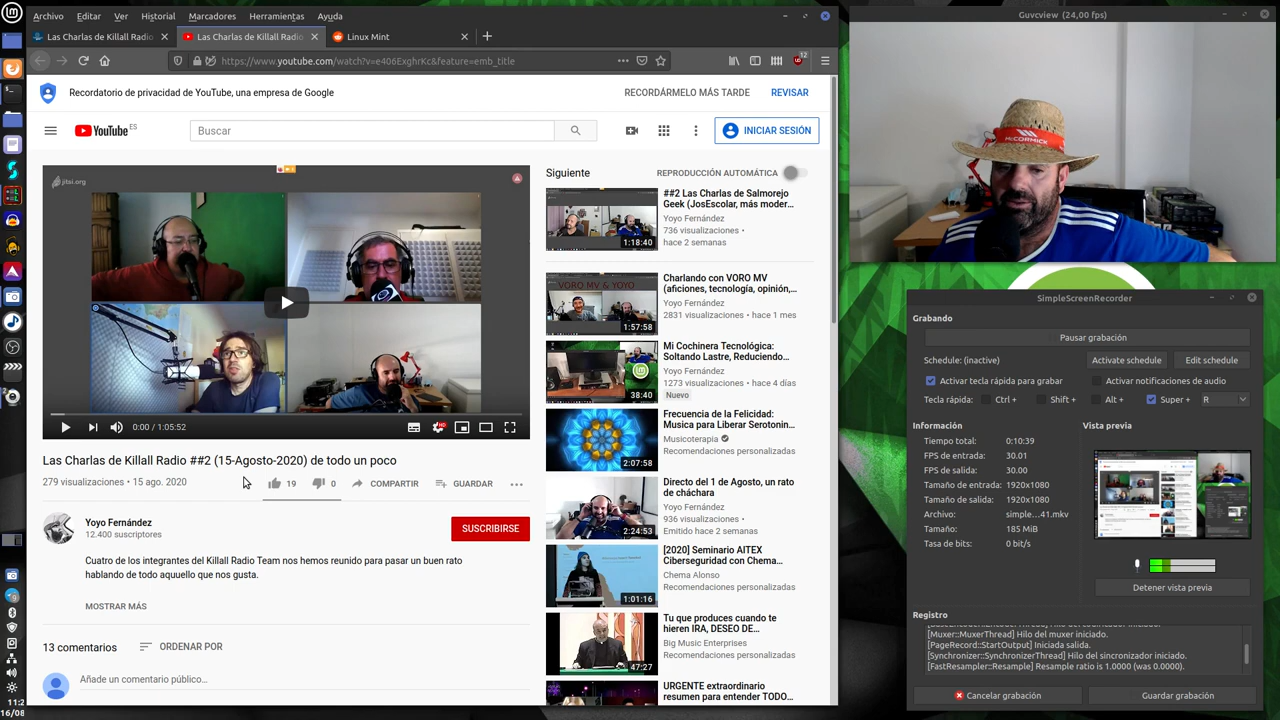 Archivo Editar Ver Historial Marcadores Herramientas Ayuda
Las Charlas de Killall Radio
Las Charlas de Killall Radio
Linux Mint
https://www.youtube.com/watch?v=e406ExghrKc&feature=emb_title
12
Recordatorio de privacidad de YouTube, una empresa de Google
RECORDÁRMELO MÁS TARDE
REVISAR
YouTube ES
Buscar
INICIAR SESIÓN
jitsi.org
0:00 / 1:05:52
HD
Las Charlas de Killall Radio ##2 (15-Agosto-2020) de todo un poco
279 visualizaciones • 15 ago. 2020
19
0
COMPARTIR
GUARDAR
Yoyo Fernández
12.400 suscriptores
SUSCRIBIRSE
Cuatro de los integrantes del Killall Radio Team nos hemos reunido para pasar un buen rato
hablando de todo aquello que nos gusta.
MOSTRAR MÁS
13 comentarios
ORDENAR POR
Añade un comentario público...
Siguiente
REPRODUCCIÓN AUTOMÁTICA
##2 Las Charlas de Salmorejo
Geek (JosEscolar, más moder...
Yoyo Fernández
736 visualizaciones •
hace 2 semanas
1:18:40
Charlando con VORO MV
(aficiones, tecnología, opinión,...
Yoyo Fernández
2831 visualizaciones • hace 1 mes
VORO MV & YOYO
1:57:58
Mi Cochinera Tecnológica:
Soltando Lastre, Reduciendo...
Yoyo Fernández
1273 visualizaciones • hace 4 días
Nuevo
38:40
Frecuencia de la Felicidad:
Musica para Liberar Serotonin...
Musicoterapia
Recomendaciones personalizadas
2:07:58
Directo del 1 de Agosto, un rato
de cháchara
Yoyo Fernández
936 visualizaciones •
Emitido hace 2 semanas
2:24:53
[2020] Seminario AITEX
Ciberseguridad con Chema...
Chema Alonso
Recomendaciones personalizadas
1:01:16
Tu que produces cuando te
hieren IRA, DESEO DE...
Big Music Enterprises
Recomendaciones personalizadas
47:27
URGENTE extraordinario
resumen para entender TODO...
Guvcview (24,00 fps)
McCORMICK
SimpleScreenRecorder
Grabando
Pausar grabación
Schedule: (inactive)
Activate schedule
Edit schedule
Activar tecla rápida para grabar
Activar notificaciones de audio
Tecla rápida:
Ctrl +
Shift +
Alt +
Super +
R
Información
Vista previa
Tiempo total: 0:10:39
FPS de entrada: 30.01
FPS de salida: 30.00
Tamaño de entrada: 1920x1080
Tamaño de salida: 1920x1080
Archivo: simple...41.mkv
Tamaño: 185 MiB
Tasa de bits: 0 bit/s
Detener vista previa
Registro
[Muxer::MuxerThread] Hilo del muxer iniciado.
[PageRecord::StartOutput] Iniciada salida.
[Synchronizer::SynchronizerThread] Hilo del sincronizador iniciado.
[FastResampler::Resample] Resample ratio is 1.0000 (was 0.0000).
Cancelar grabación
Guardar grabación